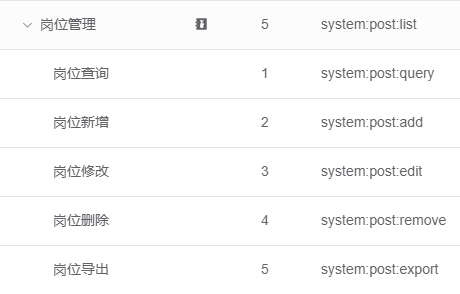 岗位管理 5 system:post:list
岗位查询 1 system:post:query
岗位新增 2 system:post:add
岗位修改 3 system:post:edit
岗位删除 4 system:post:remove
岗位导出 5 system:post:export